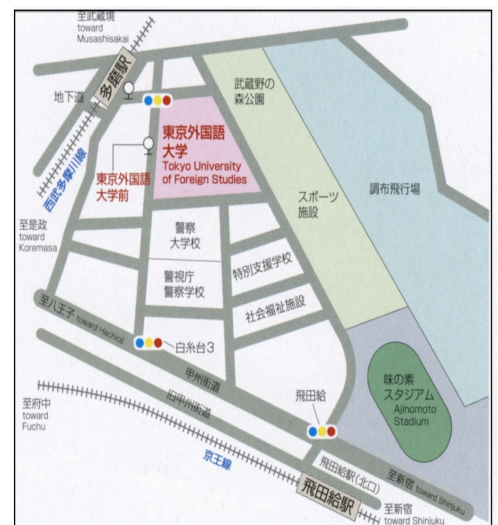 至武蔵境
toward
Musashisakai
多磨駅
地下道
武蔵野の
森公園
東京外国語
大学
Tokyo University
of Foreign Studies
東京外国語
大学前
西武多摩川線
調布飛行場
スポーツ
施設
至是政
toward
Koremasa
警察
大学校
特別支援学校
警視庁
警察学校
社会福祉施設
至八王子 toward Hachioji
白糸台3
甲州街道
味の素
スタジアム
Ajinomoto
Stadium
飛田給
旧甲州街道
至府中
toward
Fuchu
京王線
飛田給駅(北口)
至新宿 toward Shinjuku
飛田給駅
至新宿
toward Shinjuku